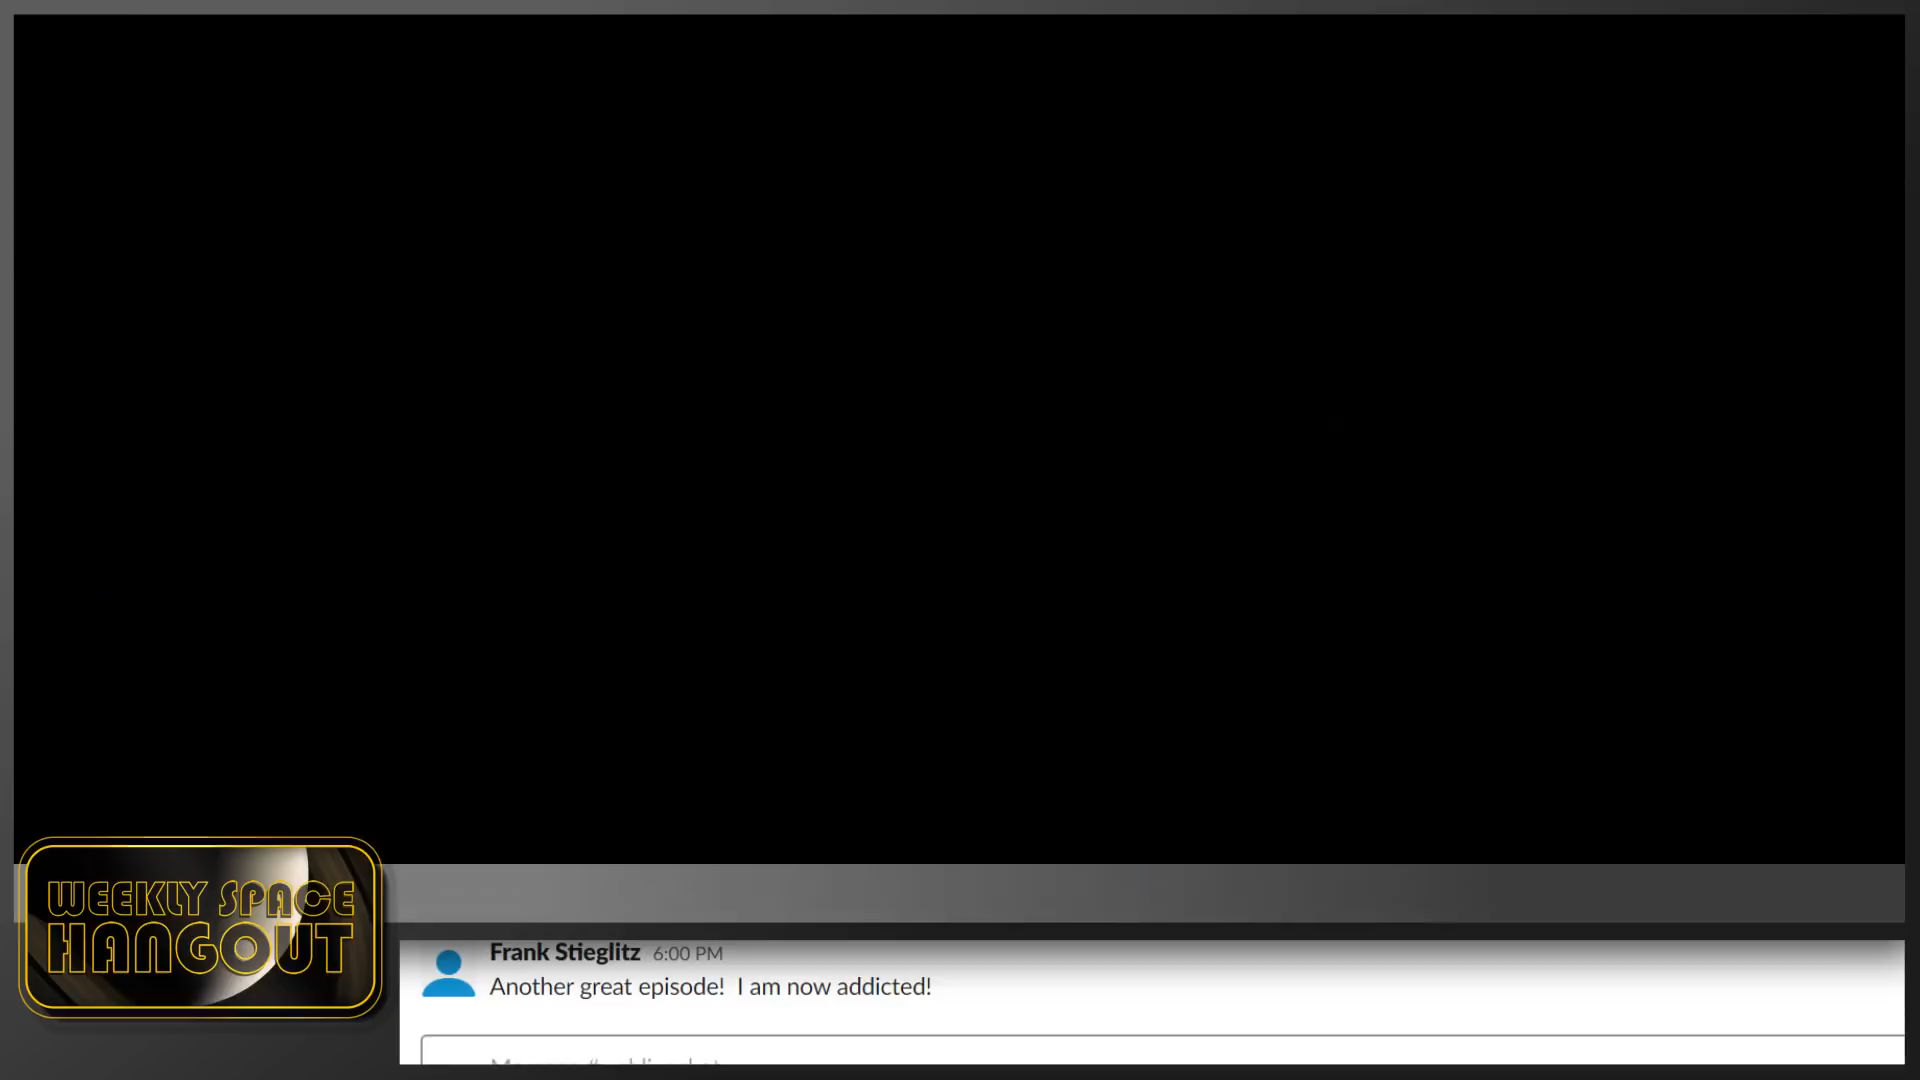 WEEKLY SPACE
HANGOUT
Frank Stieglitz 6:00 PM
Another great episode!  I am now addicted!